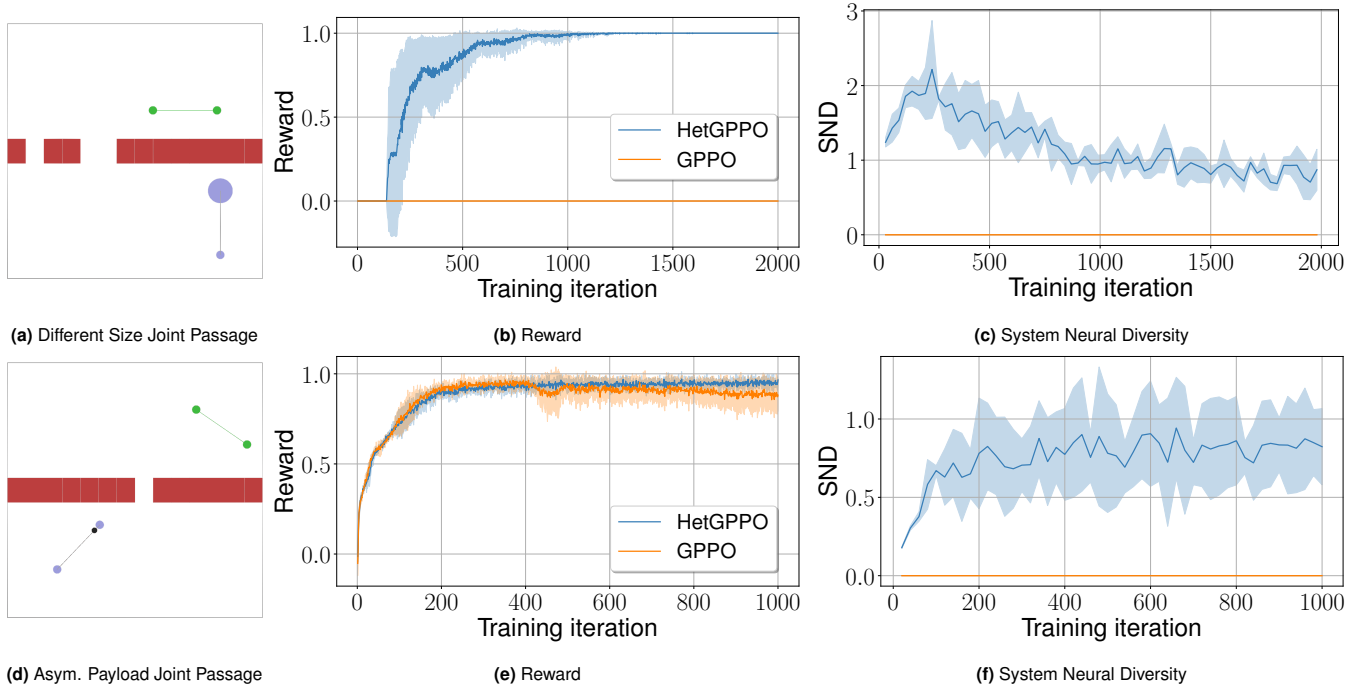 1.0
0.5
0.0
Reward
HetGPPO
GPPO
0
500
1000
1500
2000
Training iteration
3
2
1
0
SND
0
500
1000
1500
2000
Training iteration
(a) Different Size Joint Passage
(b) Reward
(c) System Neural Diversity
1.0
0.5
0.0
Reward
HetGPPO
GPPO
0
200
400
600
800
1000
Training iteration
1.0
0.5
0.0
SND
0
200
400
600
800
1000
Training iteration
(d) Asym. Payload Joint Passage
(e) Reward
(f) System Neural Diversity